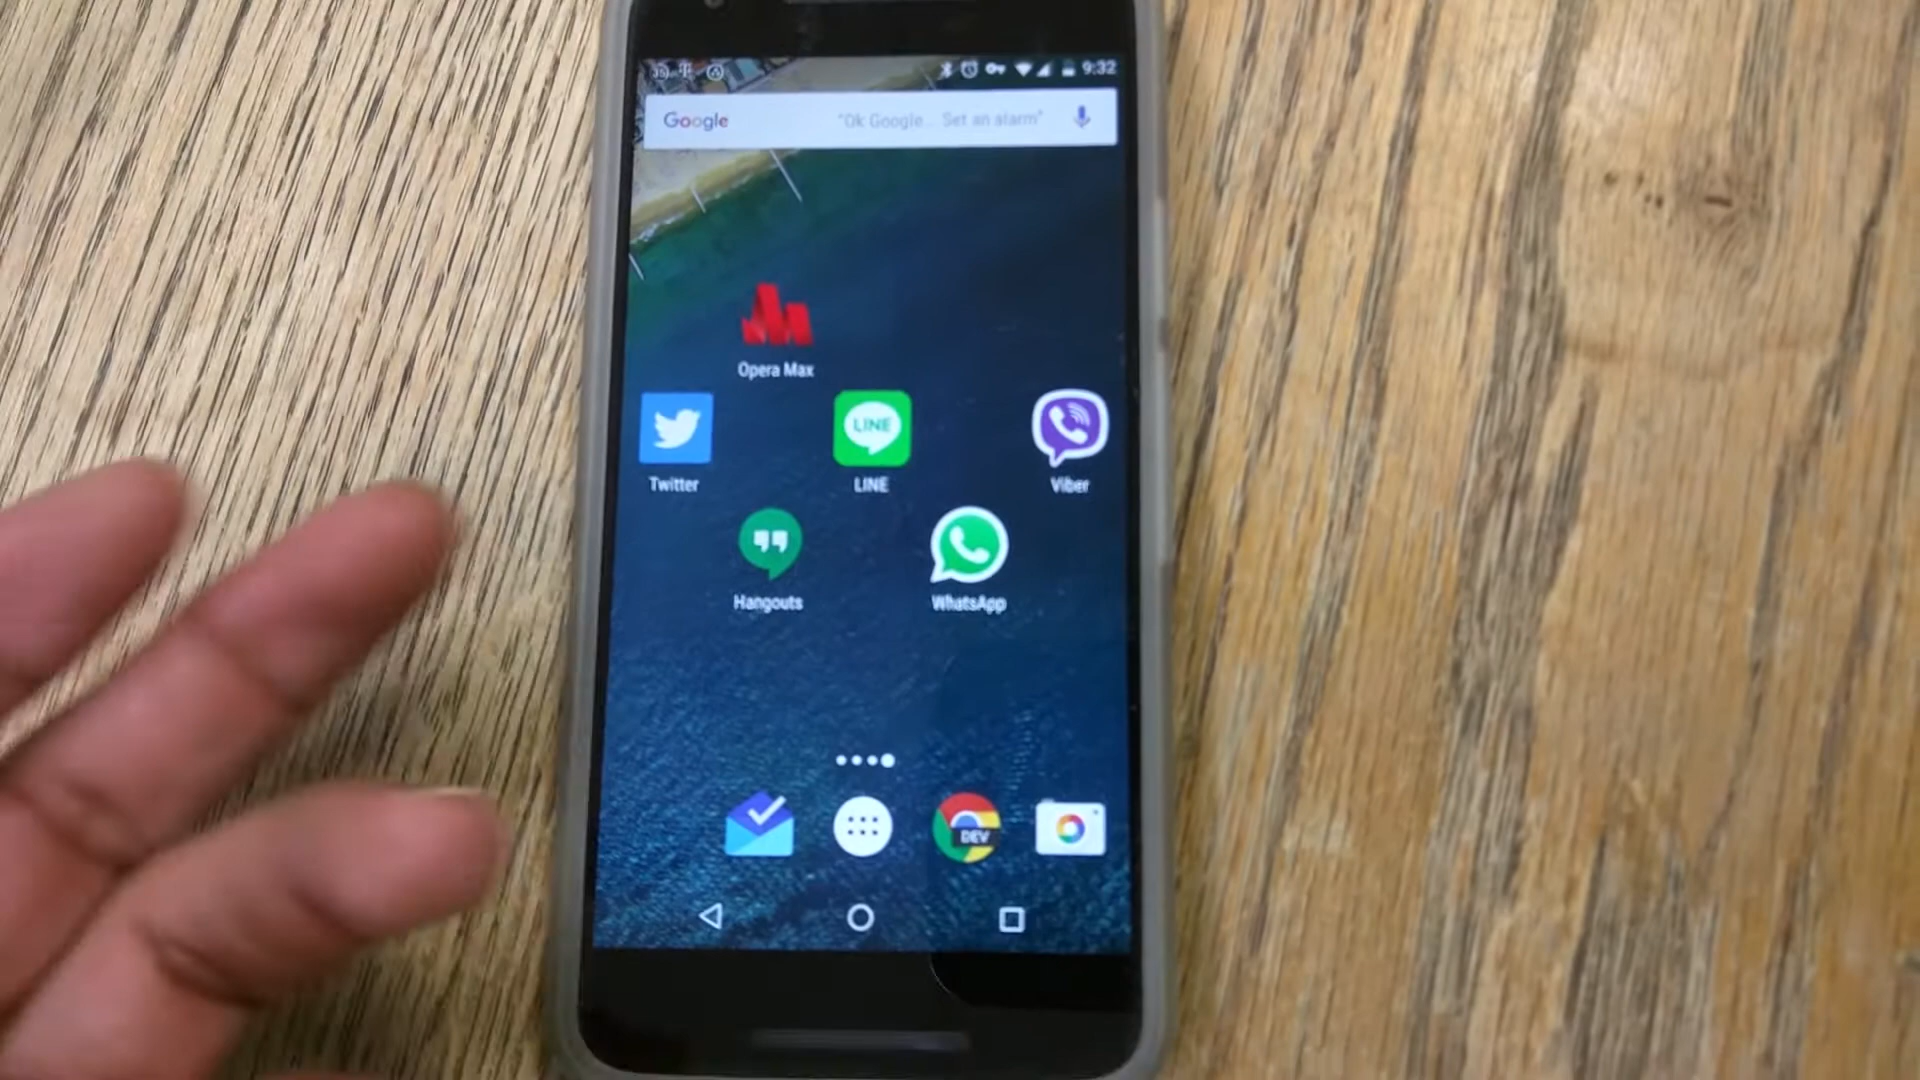 9:32
Google "Ok Google... Set an alarm"
Opera Max
LINE
Twitter LINE Viber
Hangouts WhatsApp
DEV